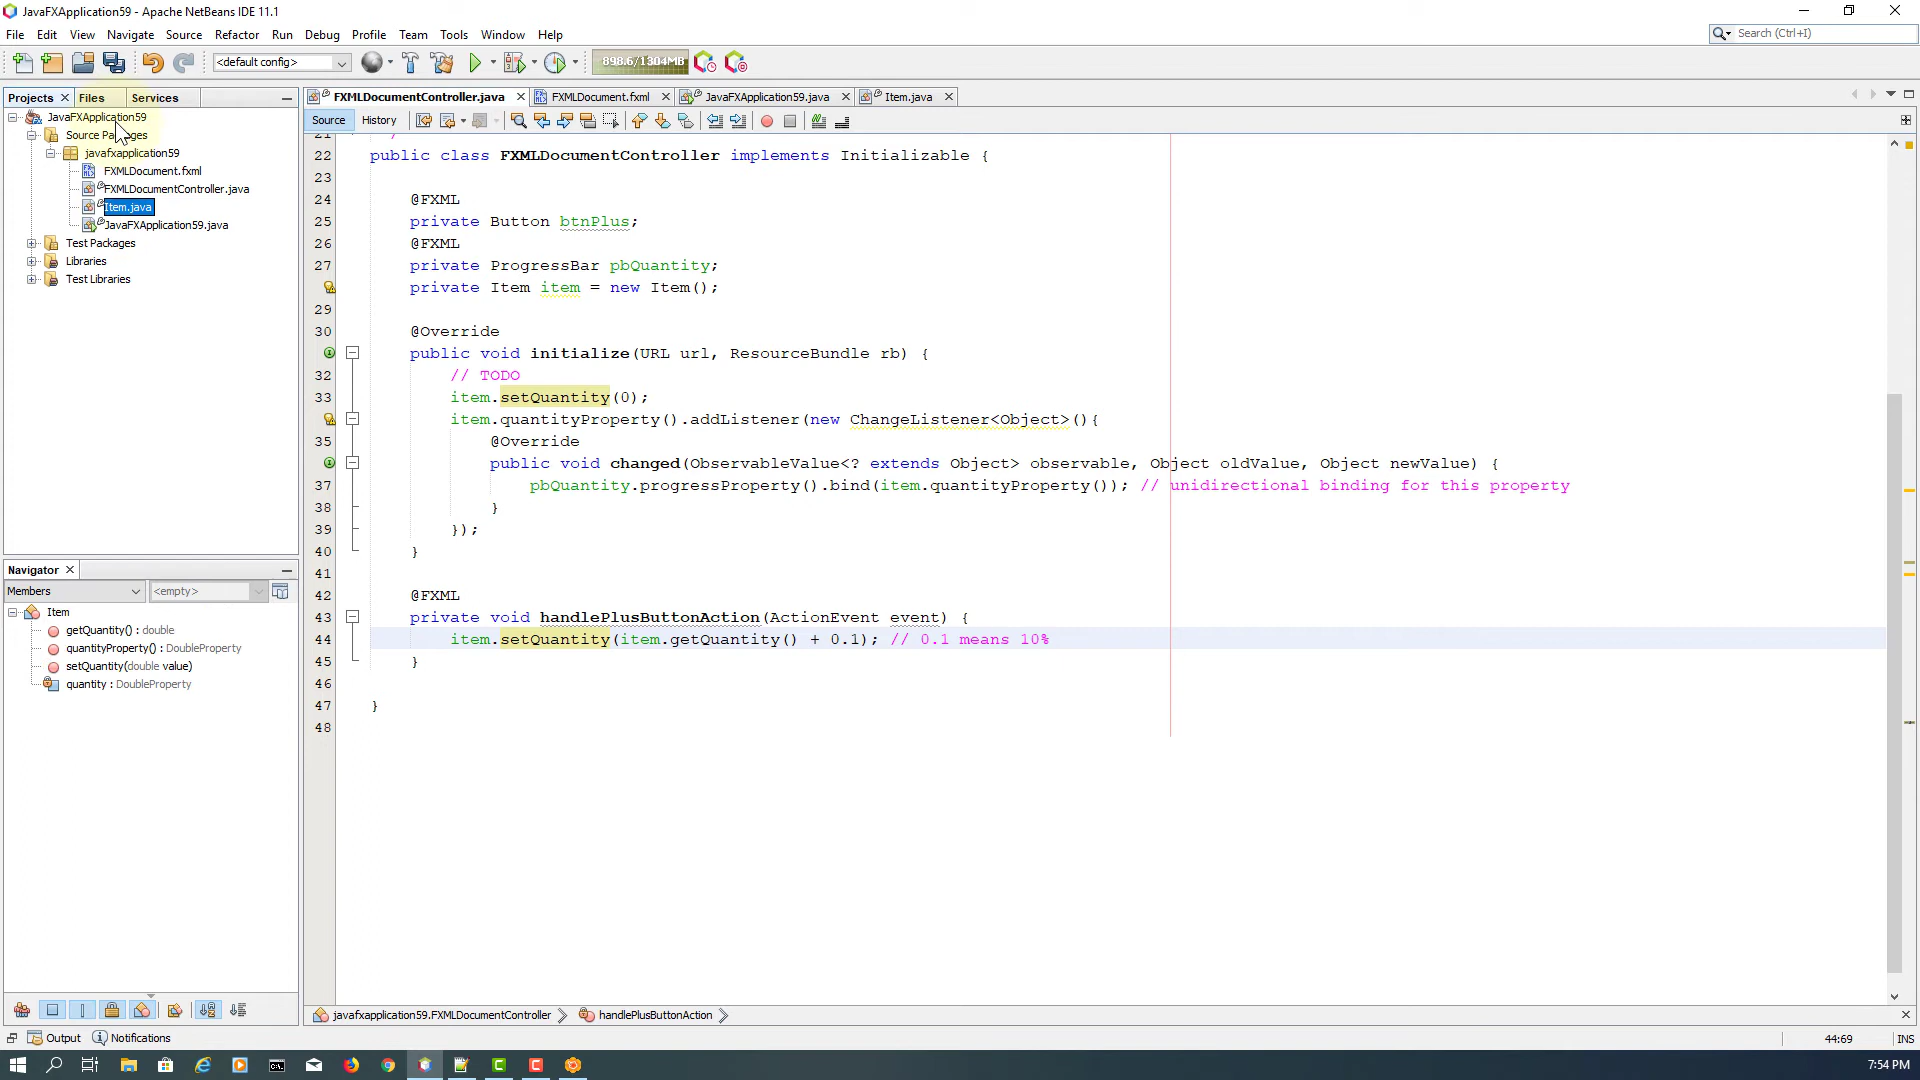 JavaFXApplication59 - Apache NetBeans IDE 11.1
File Edit View Navigate Source Refactor Run Debug Profile Team Tools Window Help
Search (Ctrl+I)
<default config>
898.6/1304MB
Projects Files Services
FXMLDocumentController.java FXMLDocument.fxml JavaFXApplication59.java Item.java
Source History
JavaFXApplication59
Source Packages
javafxapplication59
FXMLDocument.fxml
FXMLDocumentController.java
Item.java
JavaFXApplication59.java
Test Packages
Libraries
Test Libraries
Navigator
Members <empty>
Item
getQuantity() : double
quantityProperty() : DoubleProperty
setQuantity(double value)
quantity : DoubleProperty
21 */
22 public class FXMLDocumentController implements Initializable {
23
24 @FXML
25 private Button btnPlus;
26 @FXML
27 private ProgressBar pbQuantity;
private Item item = new Item();
29
30 @Override
public void initialize(URL url, ResourceBundle rb) {
32 // TODO
33 item.setQuantity(0);
item.quantityProperty().addListener(new ChangeListener<Object>(){
35 @Override
public void changed(ObservableValue<? extends Object> observable, Object oldValue, Object newValue) {
37 pbQuantity.progressProperty().bind(item.quantityProperty()); // unidirectional binding for this property
38 }
39 });
40 }
41
42 @FXML
43 private void handlePlusButtonAction(ActionEvent event) {
44 item.setQuantity(item.getQuantity() + 0.1); // 0.1 means 10%
45 }
46
47 }
48
javafxapplication59.FXMLDocumentController handlePlusButtonAction
Output Notifications
44:69 INS
7:54 PM